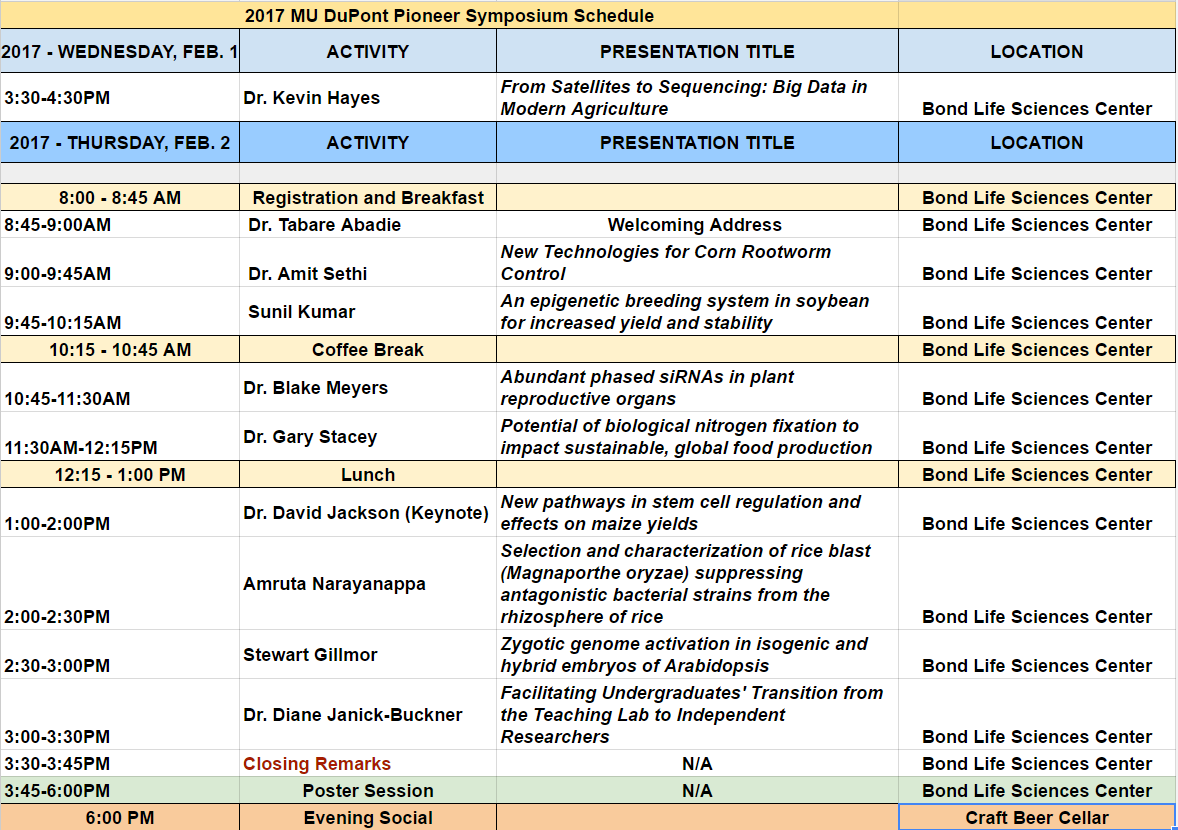 2017 MU DuPont Pioneer Symposium Schedule
2017 - WEDNESDAY, FEB. 1 ACTIVITY PRESENTATION TITLE LOCATION
3:30-4:30PM Dr. Kevin Hayes From Satellites to Sequencing: Big Data in
Modern Agriculture Bond Life Sciences Center
2017 - THURSDAY, FEB. 2 ACTIVITY PRESENTATION TITLE LOCATION
8:00 - 8:45 AM Registration and Breakfast Bond Life Sciences Center
8:45-9:00AM Dr. Tabare Abadie Welcoming Address Bond Life Sciences Center
9:00-9:45AM Dr. Amit Sethi New Technologies for Corn Rootworm
Control Bond Life Sciences Center
9:45-10:15AM Sunil Kumar An epigenetic breeding system in soybean
for increased yield and stability Bond Life Sciences Center
10:15 - 10:45 AM Coffee Break Bond Life Sciences Center
10:45-11:30AM Dr. Blake Meyers Abundant phased siRNAs in plant
reproductive organs Bond Life Sciences Center
11:30AM-12:15PM Dr. Gary Stacey Potential of biological nitrogen fixation to
impact sustainable, global food production Bond Life Sciences Center
12:15 - 1:00 PM Lunch Bond Life Sciences Center
1:00-2:00PM Dr. David Jackson (Keynote) New pathways in stem cell regulation and
effects on maize yields Bond Life Sciences Center
2:00-2:30PM Amruta Narayanappa Selection and characterization of rice blast
(Magnaporthe oryzae) suppressing
antagonistic bacterial strains from the
rhizosphere of rice Bond Life Sciences Center
2:30-3:00PM Stewart Gillmor Zygotic genome activation in isogenic and
hybrid embryos of Arabidopsis Bond Life Sciences Center
3:00-3:30PM Dr. Diane Janick-Buckner Facilitating Undergraduates' Transition from
the Teaching Lab to Independent
Researchers Bond Life Sciences Center
3:30-3:45PM Closing Remarks N/A Bond Life Sciences Center
3:45-6:00PM Poster Session N/A Bond Life Sciences Center
6:00 PM Evening Social Craft Beer Cellar